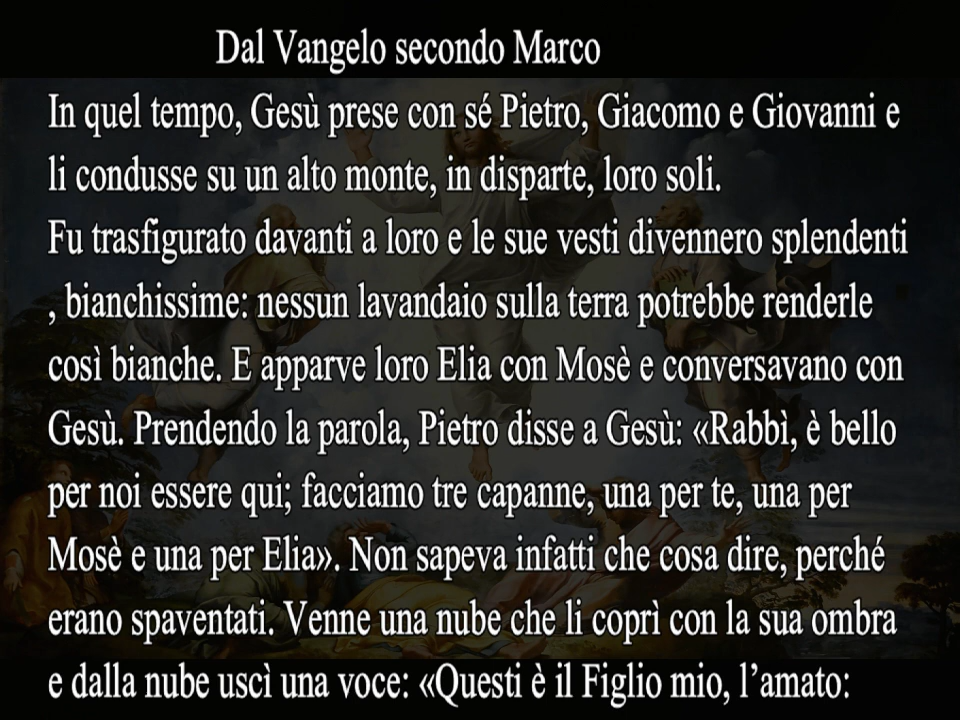 Dal Vangelo secondo Marco
In quel tempo, Gesù prese con sé Pietro, Giacomo e Giovanni e
li condusse su un alto monte, in disparte, loro soli.
Fu trasfigurato davanti a loro e le sue vesti divennero splendenti
, bianchissime: nessun lavandaio sulla terra potrebbe renderle
così bianche. E apparve loro Elia con Mosè e conversavano con
Gesù. Prendendo la parola, Pietro disse a Gesù: «Rabbì, è bello
per noi essere qui; facciamo tre capanne, una per te, una per
Mosè e una per Elia». Non sapeva infatti che cosa dire, perché
erano spaventati. Venne una nube che li coprì con la sua ombra
e dalla nube uscì una voce: «Questi è il Figlio mio, l’amato: